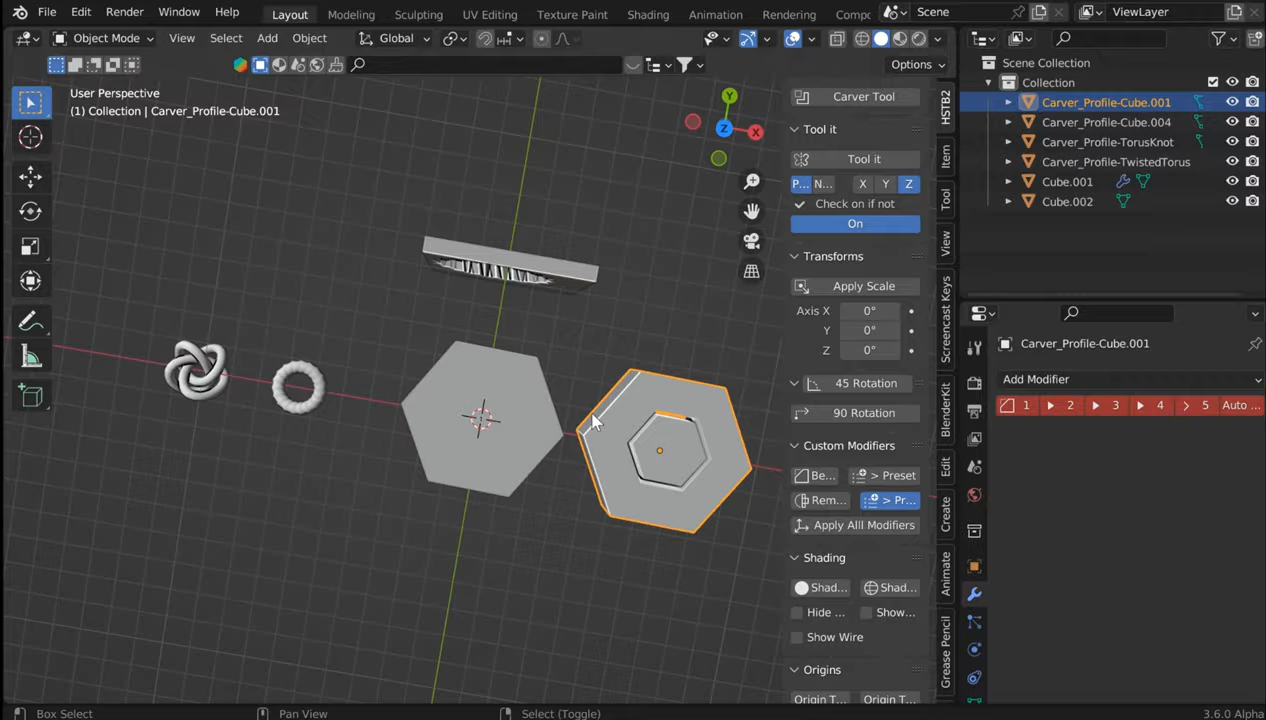 File Edit Render Window Help Layout Modeling Sculpting UV Editing Texture Paint Shading Animation Rendering Compc Scene ViewLayer
Object Mode View Select Add Object Global
Options
User Perspective
(1) Collection | Carver_Profile-Cube.001
Y
Z
X
Carver Tool
Tool it
Tool it
P... N... X Y Z
Check on if not
On
Transforms
Apply Scale
Axis X 0°
Y 0°
Z 0°
45 Rotation
90 Rotation
Custom Modifiers
Be... > Preset
Rem... > Pr...
Apply Alll Modifiers
Shading
Shad... Shad...
Hide ... Show...
Show Wire
Origins
Origin T... Origin T...
HSTB2
Item
Tool
View
Screencast Keys
BlenderKit
Edit
Create
Animate
Grease Pencil
Scene Collection
Collection
Carver_Profile-Cube.001
Carver_Profile-Cube.004
Carver_Profile-TorusKnot
Carver_Profile-TwistedTorus
Cube.001
Cube.002
Carver_Profile-Cube.001
Add Modifier
1 2 3 4 > 5 Auto ...
Box Select Pan View Select (Toggle) 3.6.0 Alpha